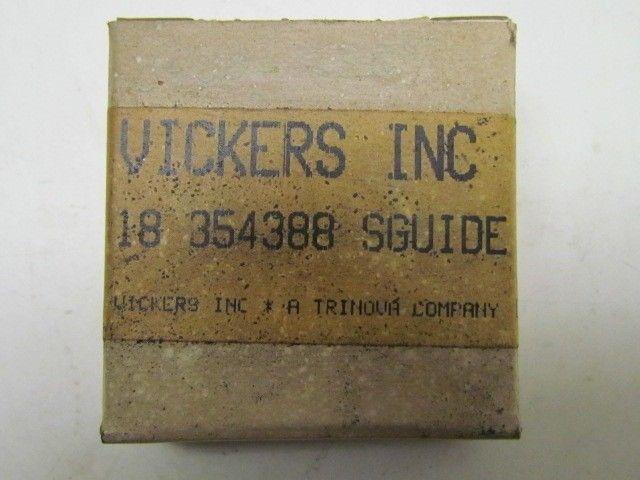 VICKERS INC
18 354388 SGUIDE
VICKERS INC * A TRINOVA COMPANY